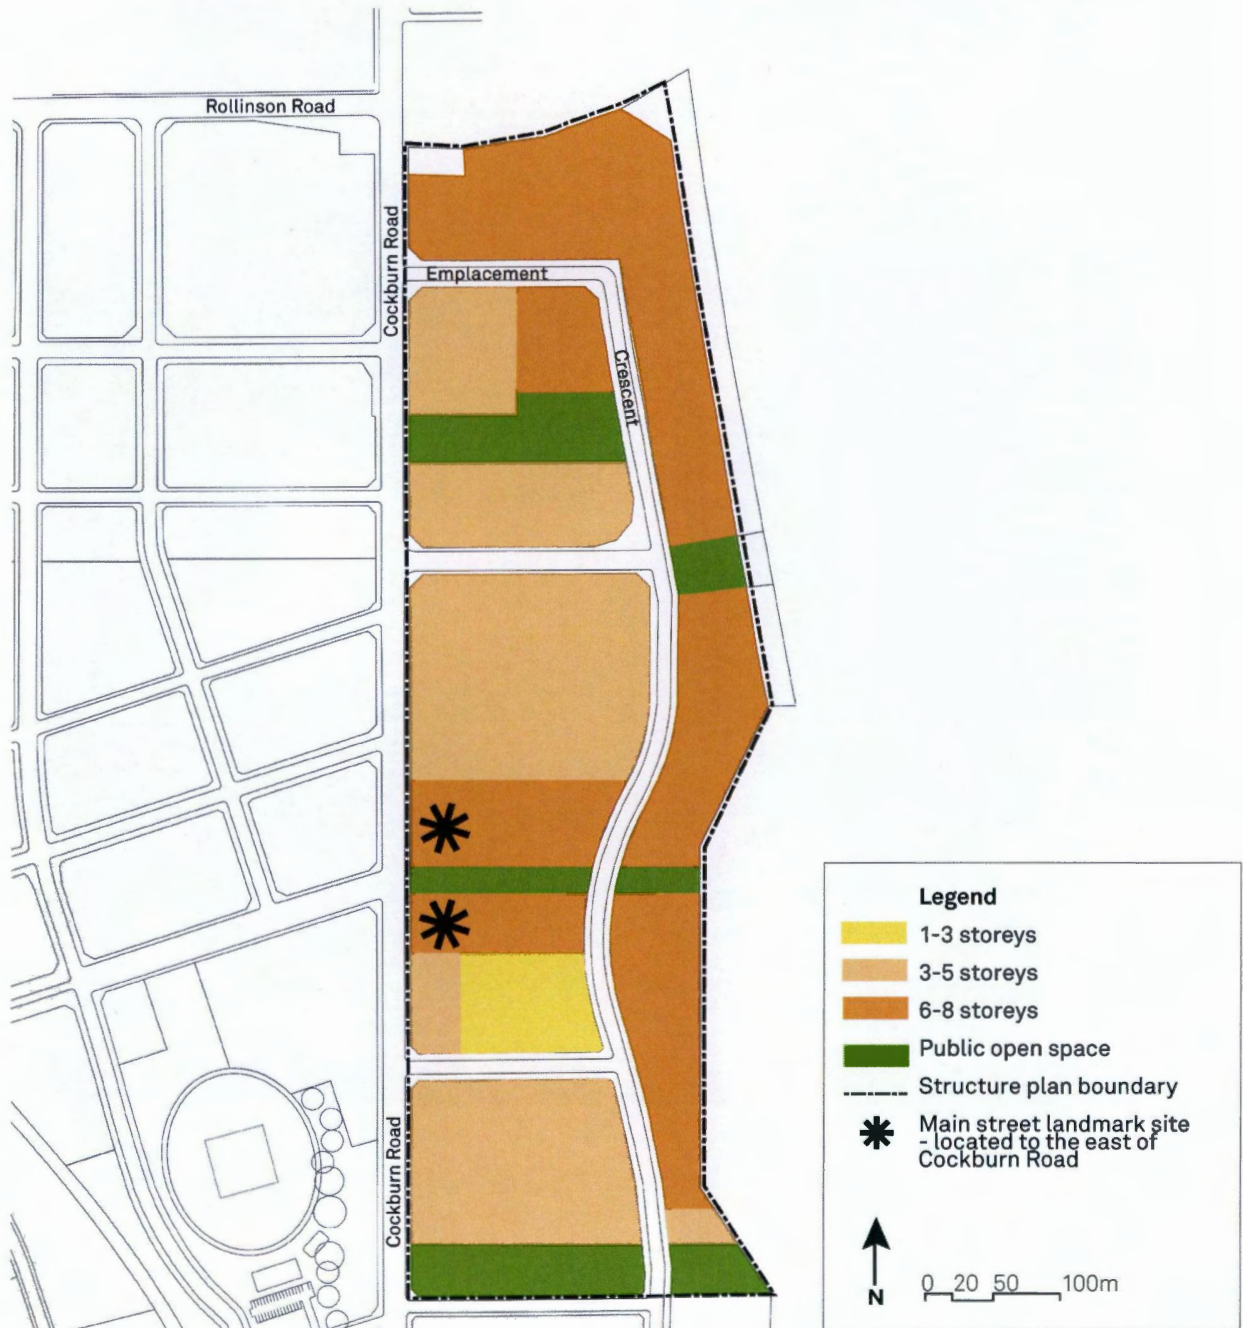 Rollinson Road
Cockburn Road
Emplacement
Crescent
Cockburn Road
Legend
1-3 storeys
3-5 storeys
6-8 storeys
Public open space
Structure plan boundary
Main street landmark site
- located to the east of
Cockburn Road
N
0 20 50 100m